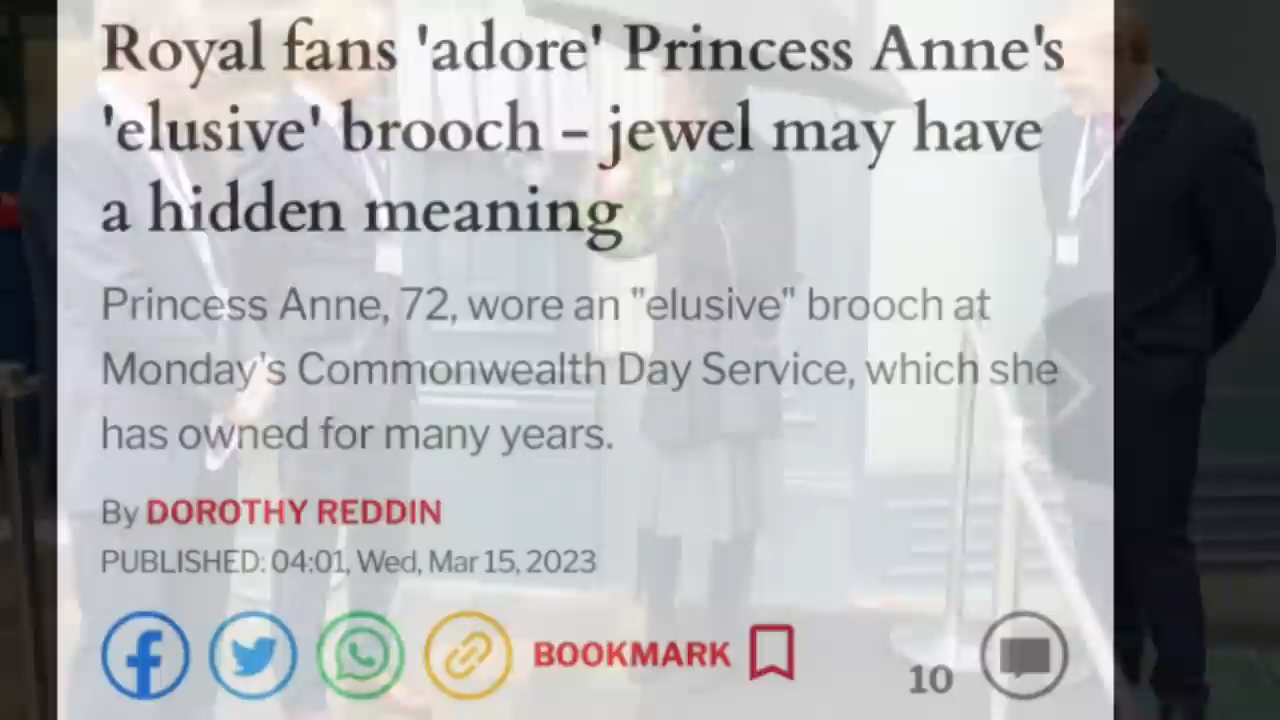 Royal fans 'adore' Princess Anne's
'elusive' brooch – jewel may have
a hidden meaning
Princess Anne, 72, wore an "elusive" brooch at
Monday's Commonwealth Day Service, which she
has owned for many years.
By DOROTHY REDDIN
PUBLISHED: 04:01, Wed, Mar 15, 2023
BOOKMARK
10